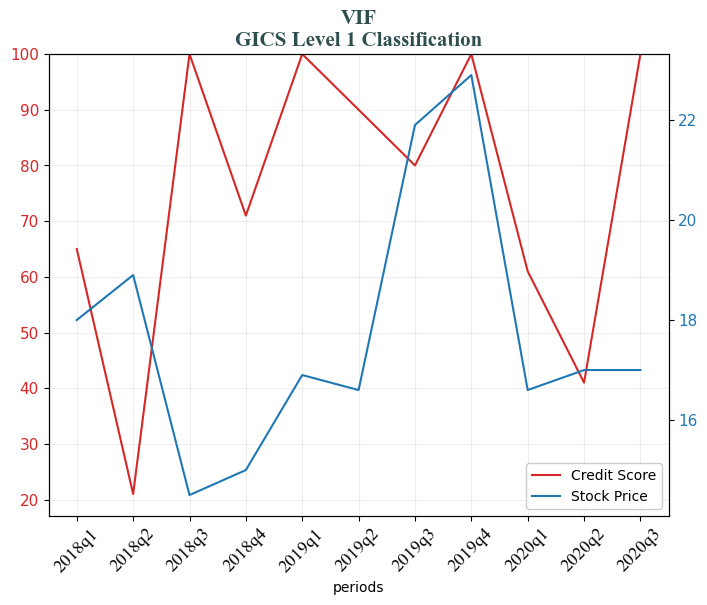 VIF
GICS Level 1 Classification
100
90
80
70
60
50
40
30
20
22
20
18
16
Credit Score
Stock Price
2018q1
2018q2
2018q3
2018q4
2019q1
2019q2
2019q3
2019q4
2020q1
2020q2
2020q3
periods